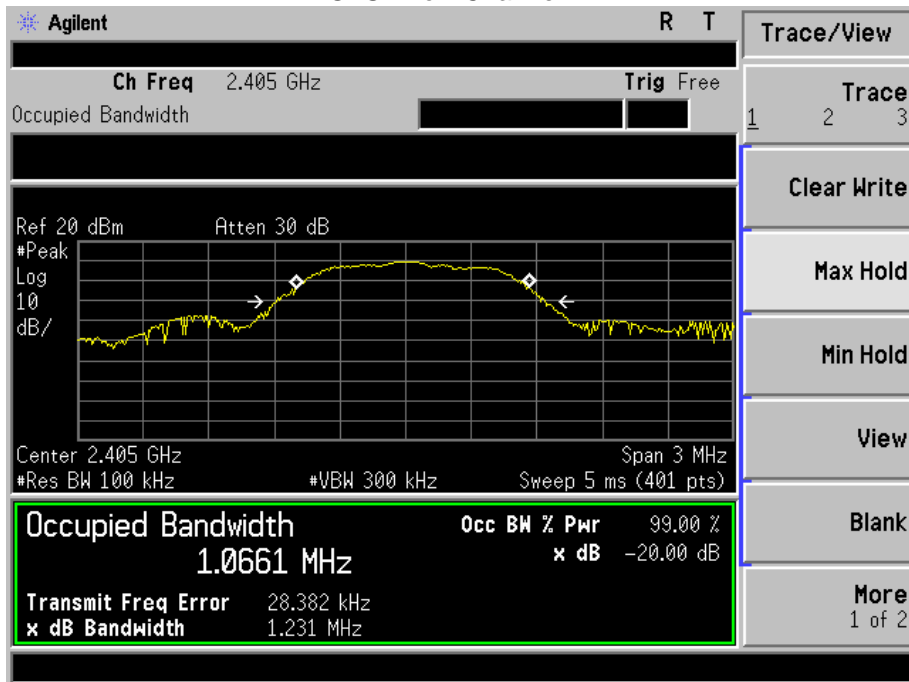 Agilent R T
Ch Freq 2.405 GHz Trig Free
Occupied Bandwidth
Ref 20 dBm Atten 30 dB
#Peak
Log
10
dB/
Center 2.405 GHz Span 3 MHz
#Res BW 100 kHz #VBW 300 kHz Sweep 5 ms (401 pts)
Occupied Bandwidth Occ BW % Pwr 99.00 %
1.0661 MHz x dB -20.00 dB
Transmit Freq Error 28.382 kHz
x dB Bandwidth 1.231 MHz
Trace/View
Trace
1 2 3
Clear Write
Max Hold
Min Hold
View
Blank
More
1 of 2